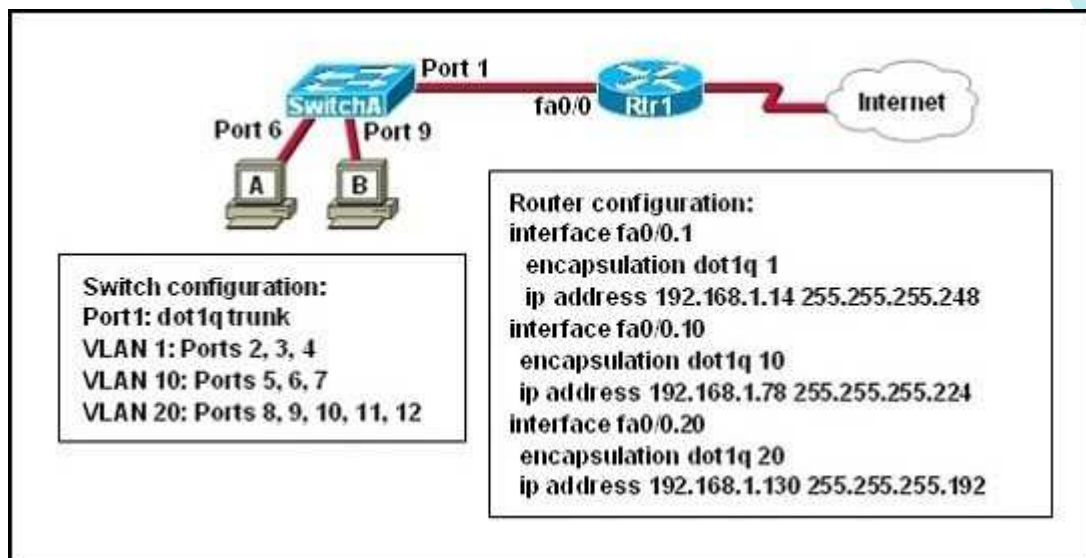 Port 1
SwitchA
fa0/0
Rtr1
Internet
Port 6
Port 9
A
B
Switch configuration:
Port1: dot1q trunk
VLAN 1: Ports 2, 3, 4
VLAN 10: Ports 5, 6, 7
VLAN 20: Ports 8, 9, 10, 11, 12
Router configuration:
interface fa0/0.1
encapsulation dot1q 1
ip address 192.168.1.14 255.255.255.248
interface fa0/0.10
encapsulation dot1q 10
ip address 192.168.1.78 255.255.255.224
interface fa0/0.20
encapsulation dot1q 20
ip address 192.168.1.130 255.255.255.192